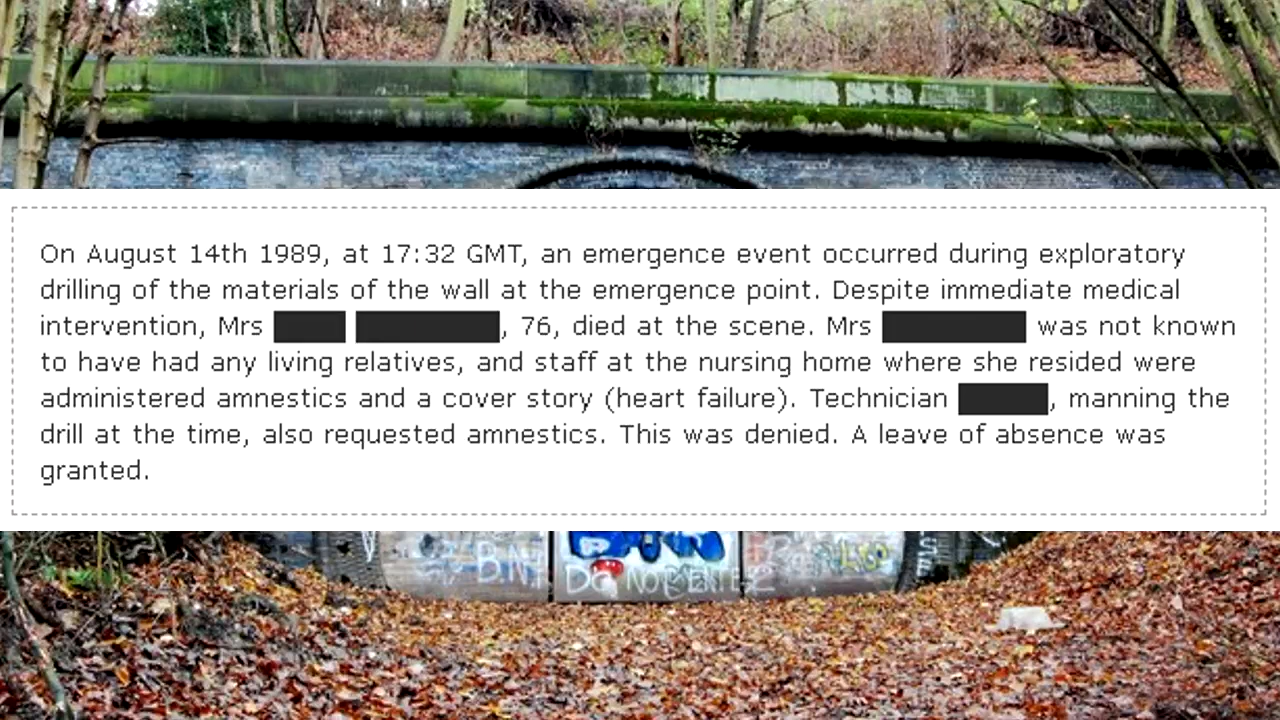 On August 14th 1989, at 17:32 GMT, an emergence event occurred during exploratory
drilling of the materials of the wall at the emergence point. Despite immediate medical
intervention, Mrs , 76, died at the scene. Mrs was not known
to have had any living relatives, and staff at the nursing home where she resided were
administered amnestics and a cover story (heart failure). Technician , manning the
drill at the time, also requested amnestics. This was denied. A leave of absence was
granted.
B.N.
DO NOT ENTER